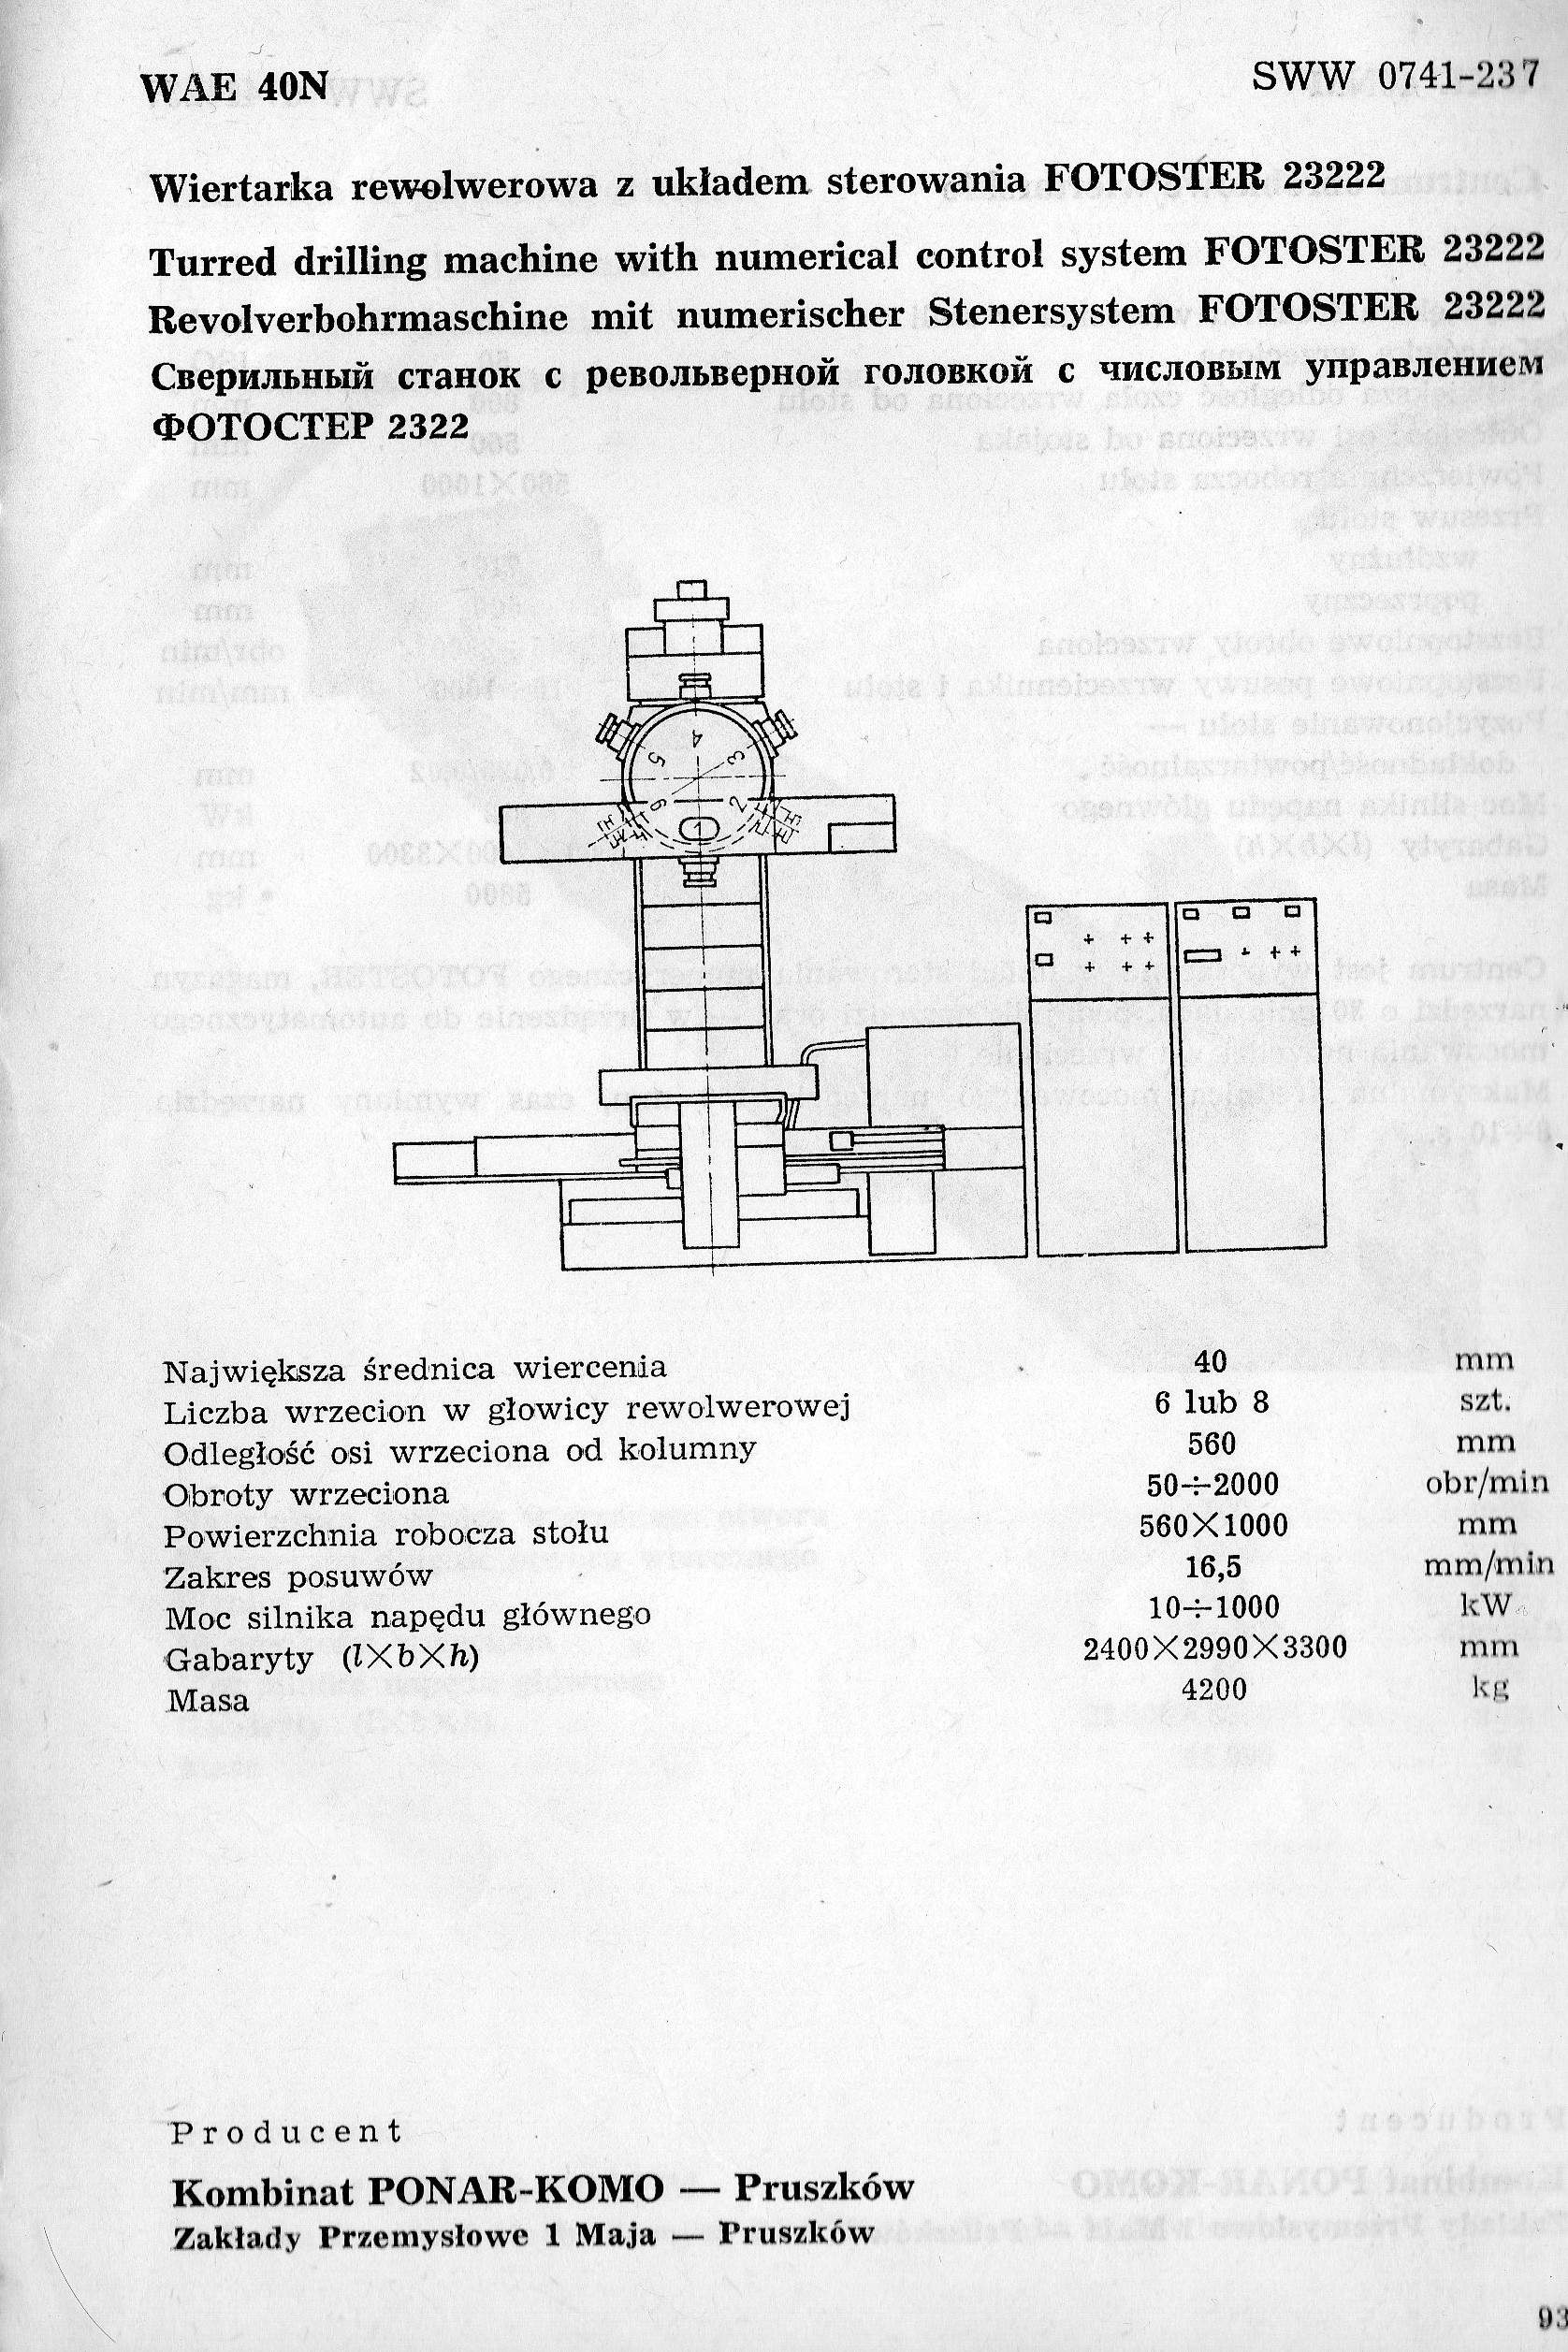 WAE 40N SWW 0741-237
Wiertarka rewolwerowa z układem sterowania FOTOSTER 23222
Turred drilling machine with numerical control system FOTOSTER 23222
Revolverbohrmaschine mit numerischer Stenersystem FOTOSTER 23222
Сверильный станок с револьверной головкой с числовым управлением
ФОТОСТЕР 2322
4
5 3
6 2
1
Największa średnica wiercenia 40 mm
Liczba wrzecion w głowicy rewolwerowej 6 lub 8 szt.
Odległość osi wrzeciona od kolumny 560 mm
Obroty wrzeciona 50÷2000 obr/min
Powierzchnia robocza stołu 560×1000 mm
Zakres posuwów 16,5 mm/min
Moc silnika napędu głównego 10÷1000 kW
Gabaryty (l×b×h) 2400×2990×3300 mm
Masa 4200 kg
Producent
Kombinat PONAR-KOMO — Pruszków
Zakłady Przemysłowe 1 Maja — Pruszków
93